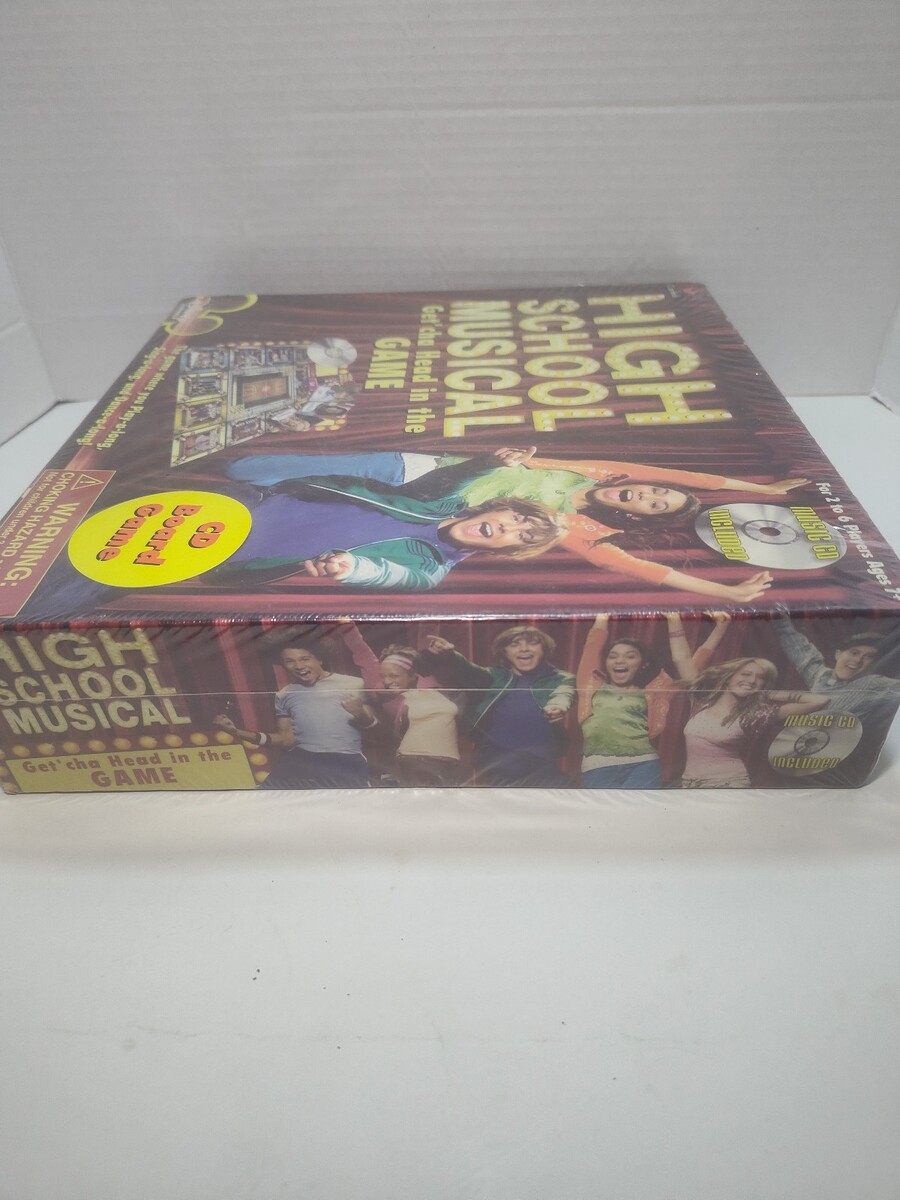 HIGH
SCHOOL
MUSICAL
Get'cha Head in the
GAME
MUSIC CD
INCLUDED
For 2 to 6 Players Ages
CD
Board
Game
WARNING:
CHOKING HAZARD
HIGH
SCHOOL
MUSICAL
Get'cha Head in the
GAME
MUSIC CD
INCLUDED